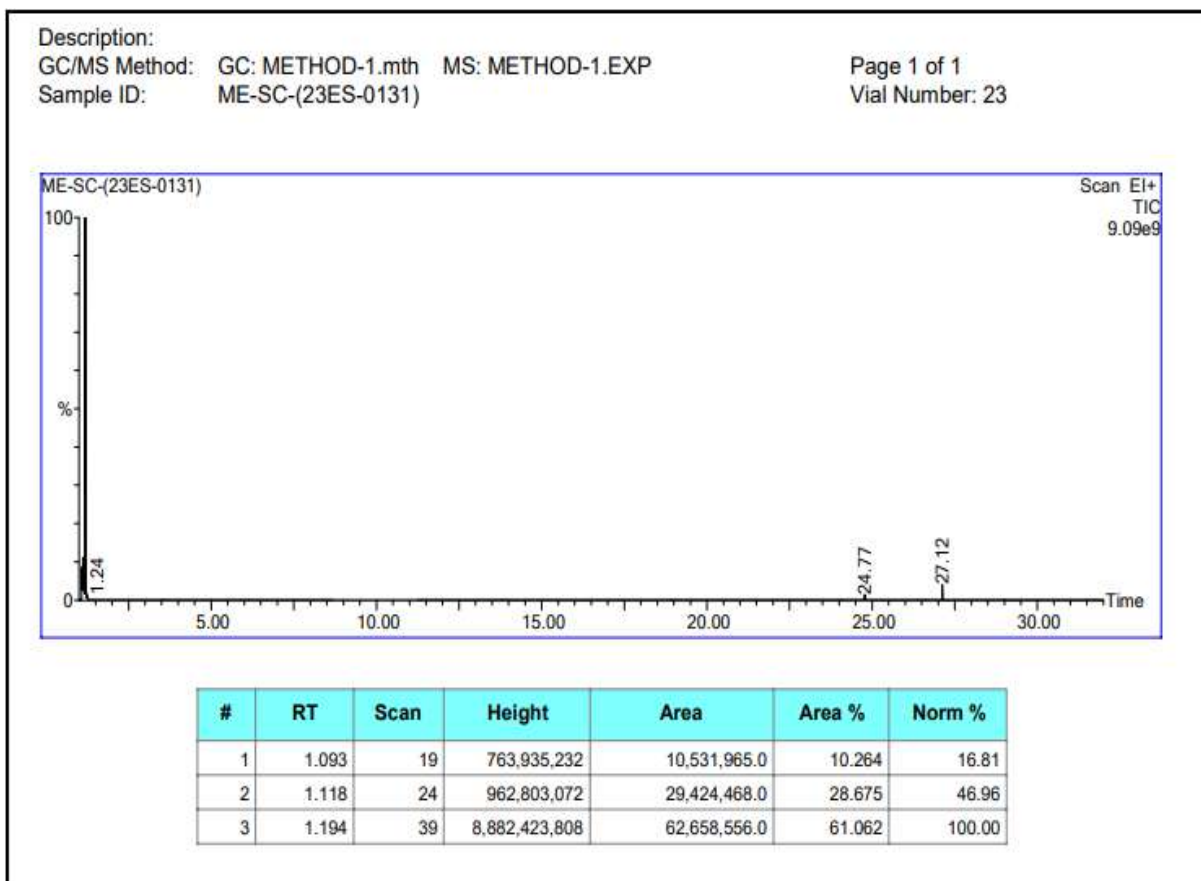 Description:
GC/MS Method: GC: METHOD-1.mth MS: METHOD-1.EXP Page 1 of 1
Sample ID: ME-SC-(23ES-0131) Vial Number: 23
ME-SC-(23ES-0131) Scan EI+
TIC
9.09e9
100
%
0
1.24
24.77
27.12
Time
5.00 10.00 15.00 20.00 25.00 30.00
# RT Scan Height Area Area % Norm %
1 1.093 19 763,935,232 10,531,965.0 10.264 16.81
2 1.118 24 962,803,072 29,424,468.0 28.675 46.96
3 1.194 39 8,882,423,808 62,658,556.0 61.062 100.00